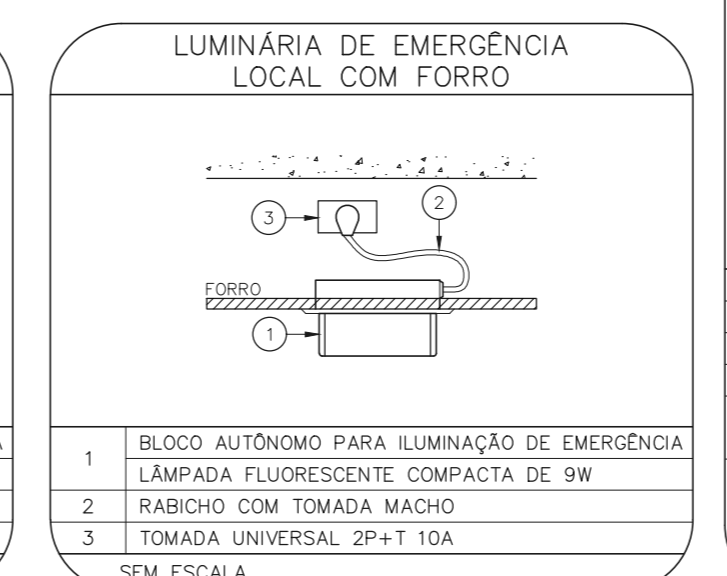 LUMINÁRIA DE EMERGÊNCIA
LOCAL COM FORRO
3
2
FORRO
1
1 BLOCO AUTÔNOMO PARA ILUMINAÇÃO DE EMERGÊNCIA
LÂMPADA FLUORESCENTE COMPACTA DE 9W
2 RABICHO COM TOMADA MACHO
3 TOMADA UNIVERSAL 2P+T 10A
SEM ESCALA